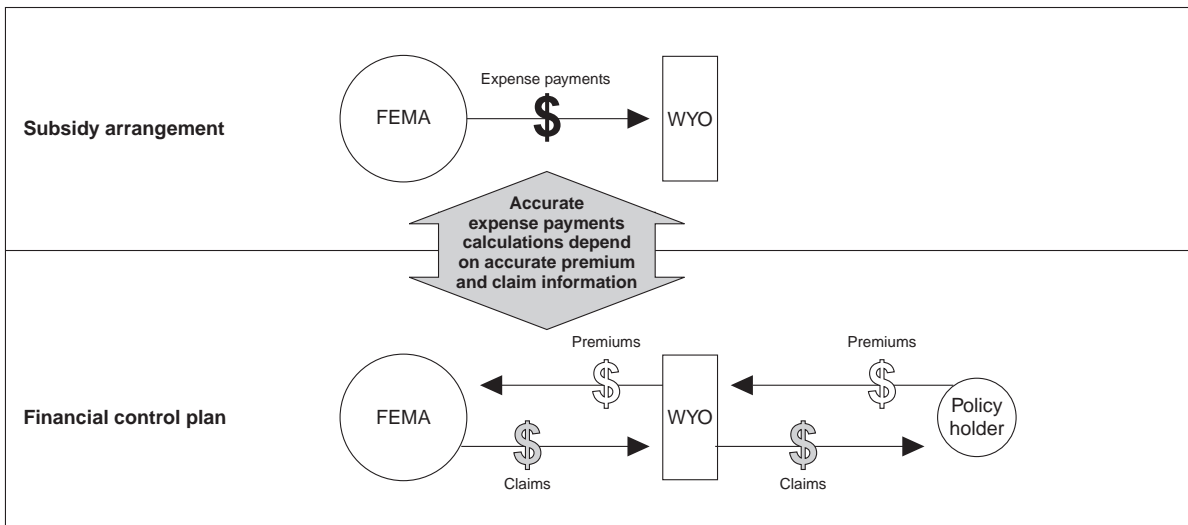 Expense payments
FEMA
$
WYO
Subsidy arrangement
Accurate
expense payments
calculations depend
on accurate premium
and claim information
Premiums
Premiums
$
$
FEMA
WYO
Policy
holder
Financial control plan
$
$
Claims
Claims